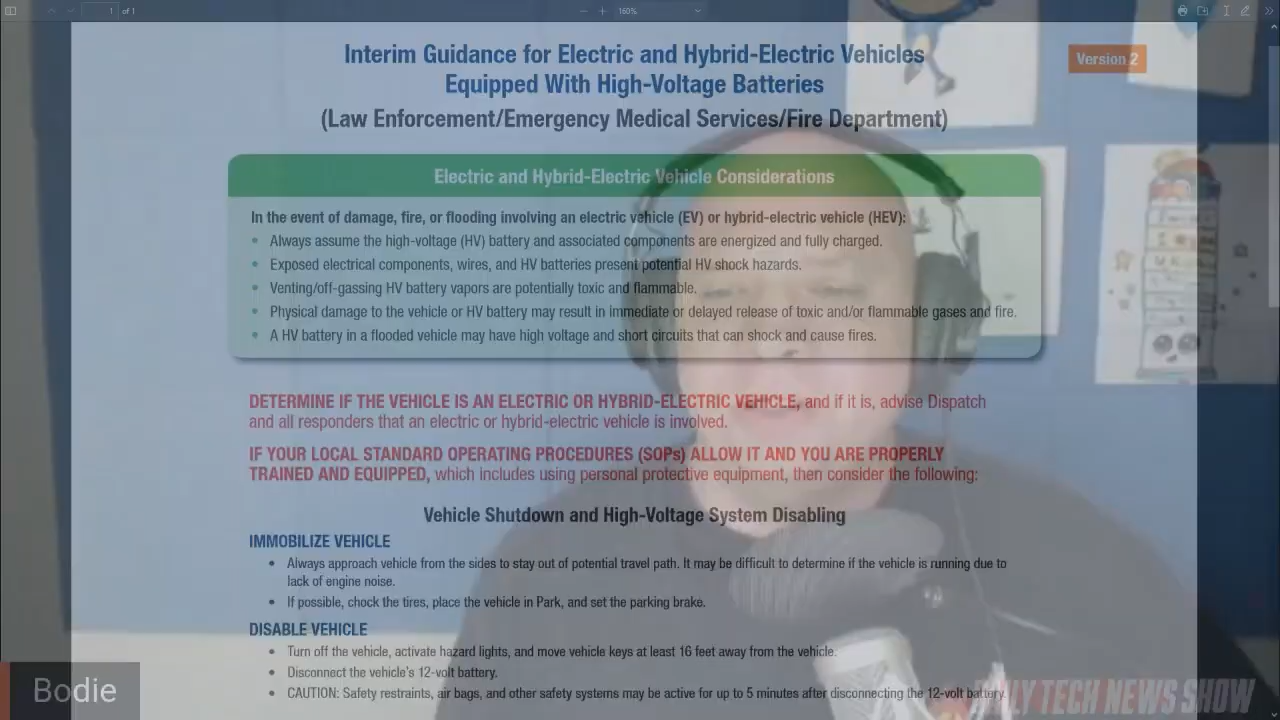 1 of 1
160%
Interim Guidance for Electric and Hybrid-Electric Vehicles
Equipped With High-Voltage Batteries
Version 2
(Law Enforcement/Emergency Medical Services/Fire Department)
Electric and Hybrid-Electric Vehicle Considerations
In the event of damage, fire, or flooding involving an electric vehicle (EV) or hybrid-electric vehicle (HEV):
• Always assume the high-voltage (HV) battery and associated components are energized and fully charged.
• Exposed electrical components, wires, and HV batteries present potential HV shock hazards.
• Venting/off-gassing HV battery vapors are potentially toxic and flammable.
• Physical damage to the vehicle or HV battery may result in immediate or delayed release of toxic and/or flammable gases and fire.
• A HV battery in a flooded vehicle may have high voltage and short circuits that can shock and cause fires.
DETERMINE IF THE VEHICLE IS AN ELECTRIC OR HYBRID-ELECTRIC VEHICLE, and if it is, advise Dispatch
and all responders that an electric or hybrid-electric vehicle is involved.
IF YOUR LOCAL STANDARD OPERATING PROCEDURES (SOPs) ALLOW IT AND YOU ARE PROPERLY
TRAINED AND EQUIPPED, which includes using personal protective equipment, then consider the following:
Vehicle Shutdown and High-Voltage System Disabling
IMMOBILIZE VEHICLE
• Always approach vehicle from the sides to stay out of potential travel path. It may be difficult to determine if the vehicle is running due to
lack of engine noise.
• If possible, chock the tires, place the vehicle in Park, and set the parking brake.
DISABLE VEHICLE
• Turn off the vehicle, activate hazard lights, and move vehicle keys at least 16 feet away from the vehicle.
• Disconnect the vehicle's 12-volt battery.
• CAUTION: Safety restraints, air bags, and other safety systems may be active for up to 5 minutes after disconnecting the 12-volt battery.
Bodie
DAILY TECH NEWS SHOW